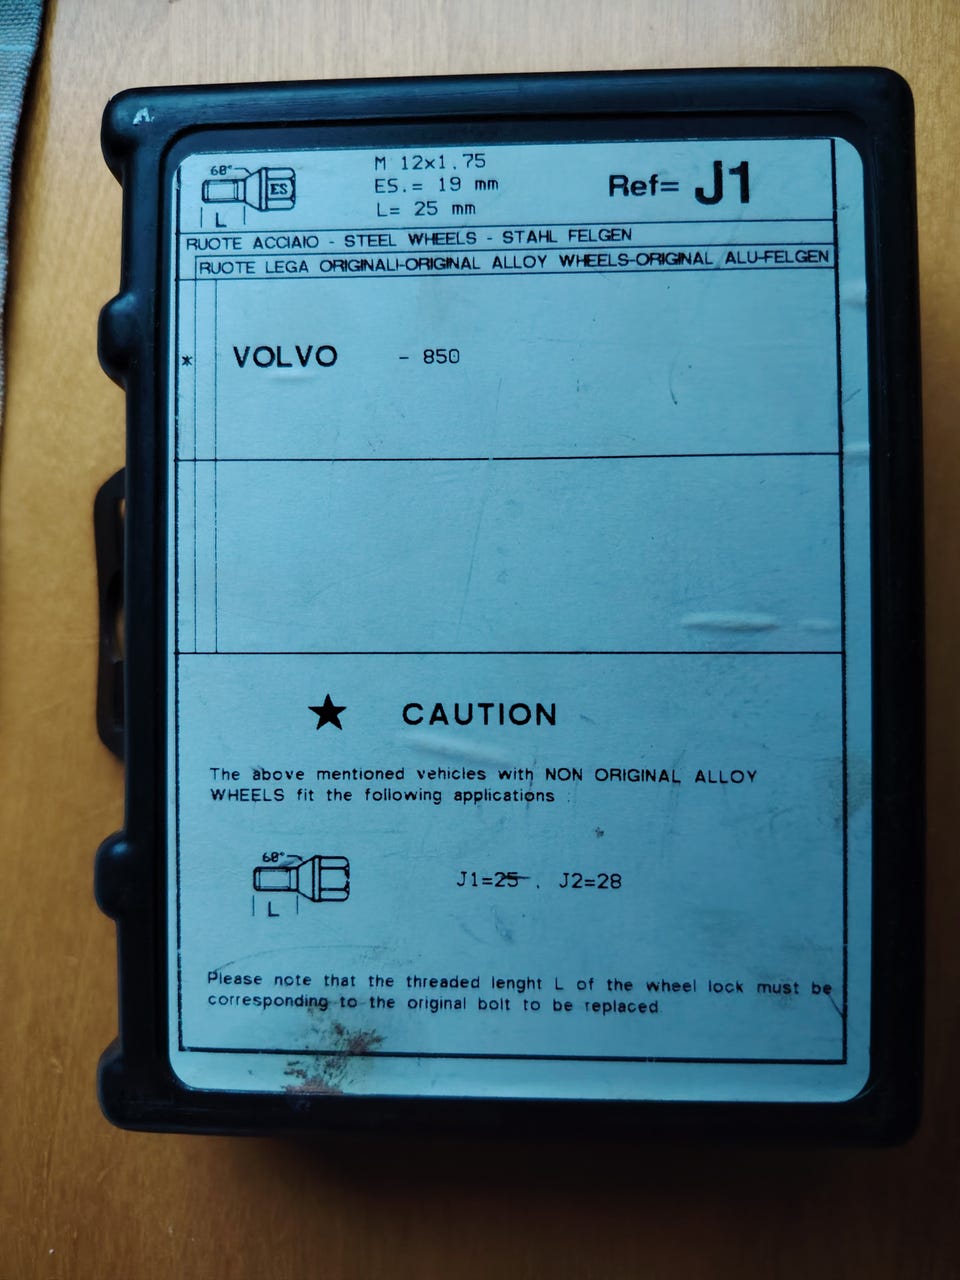 60°
ES
L
M 12x1.75
ES.= 19 mm
L= 25 mm
Ref= J1
RUOTE ACCIAIO - STEEL WHEELS - STAHL FELGEN
RUOTE LEGA ORIGINALI-ORIGINAL ALLOY WHEELS-ORIGINAL ALU-FELGEN
* VOLVO - 850
★ CAUTION
The above mentioned vehicles with NON ORIGINAL ALLOY
WHEELS fit the following applications :
60°
L
J1=25 . J2=28
Please note that the threaded lenght L of the wheel lock must be
corresponding to the original bolt to be replaced.